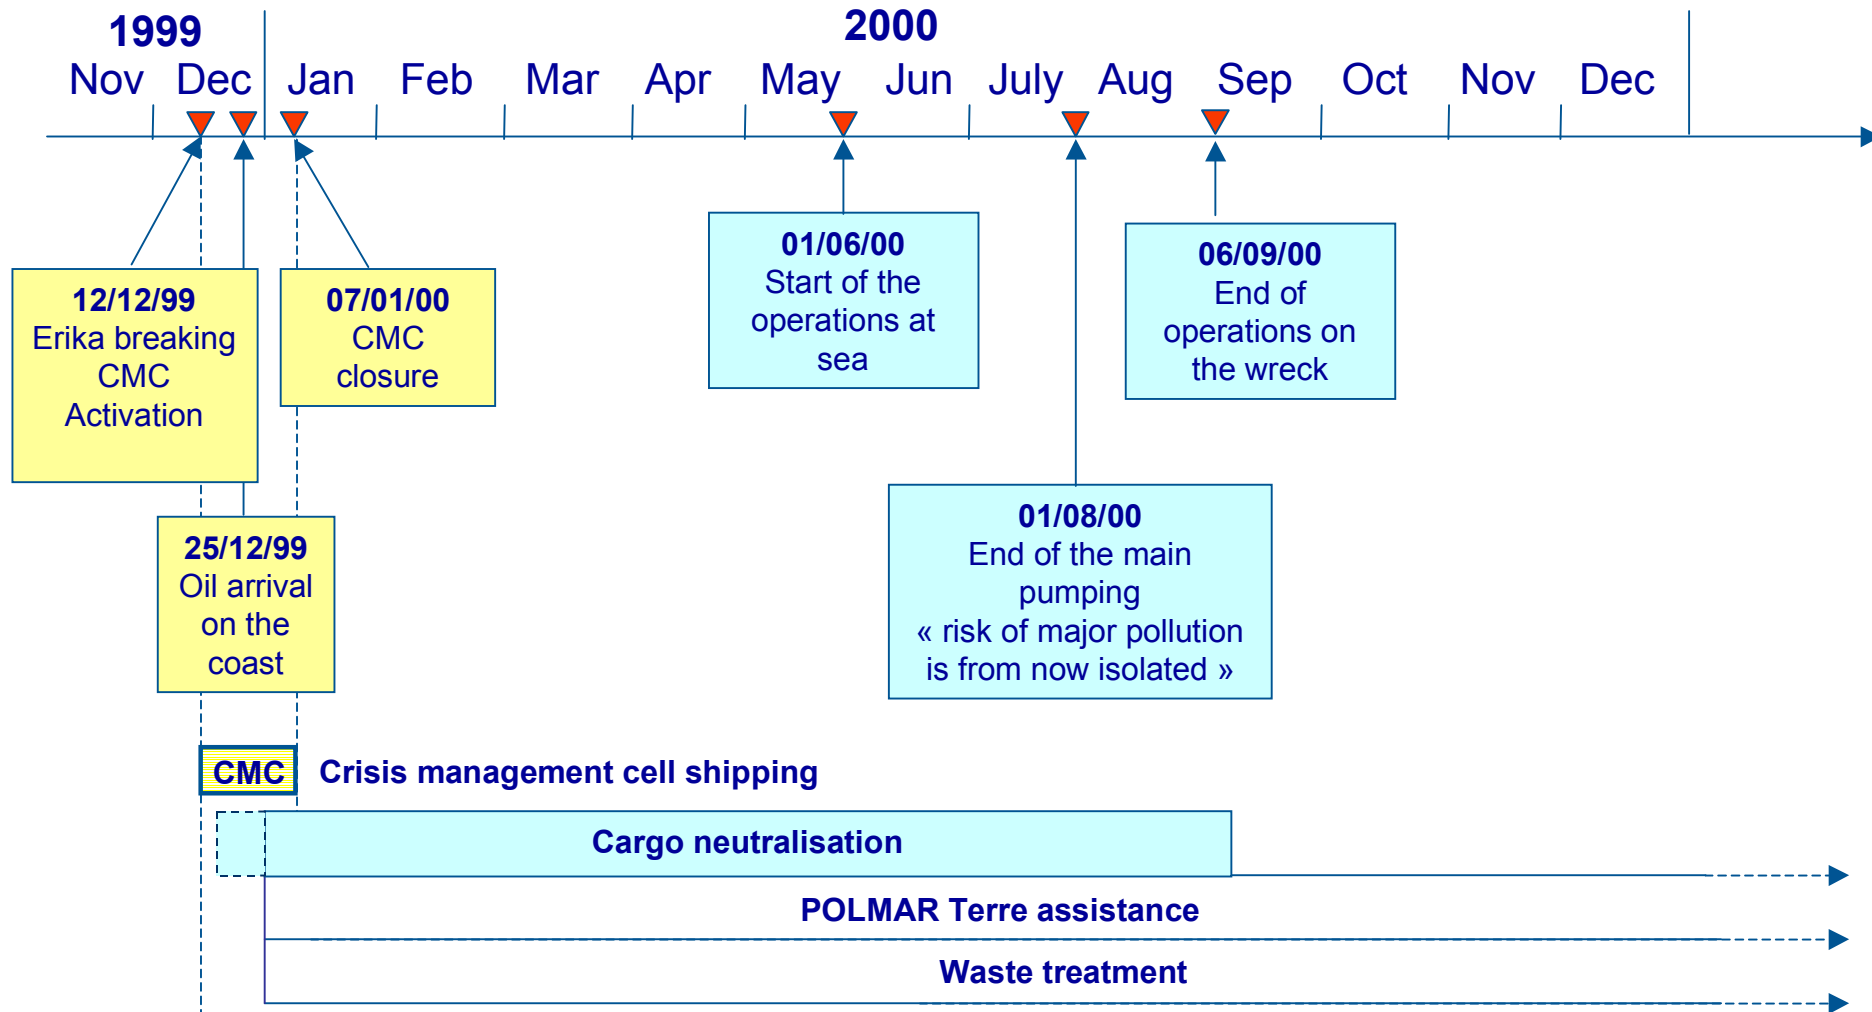 1999
2000
Nov Dec Jan Feb Mar Apr May Jun July Aug Sep Oct Nov Dec
12/12/99
Erika breaking
CMC
Activation
07/01/00
CMC
closure
01/06/00
Start of the
operations at
sea
06/09/00
End of
operations on
the wreck
25/12/99
Oil arrival
on the
coast
01/08/00
End of the main
pumping
« risk of major pollution
is from now isolated »
CMC Crisis management cell shipping
Cargo neutralisation
POLMAR Terre assistance
Waste treatment